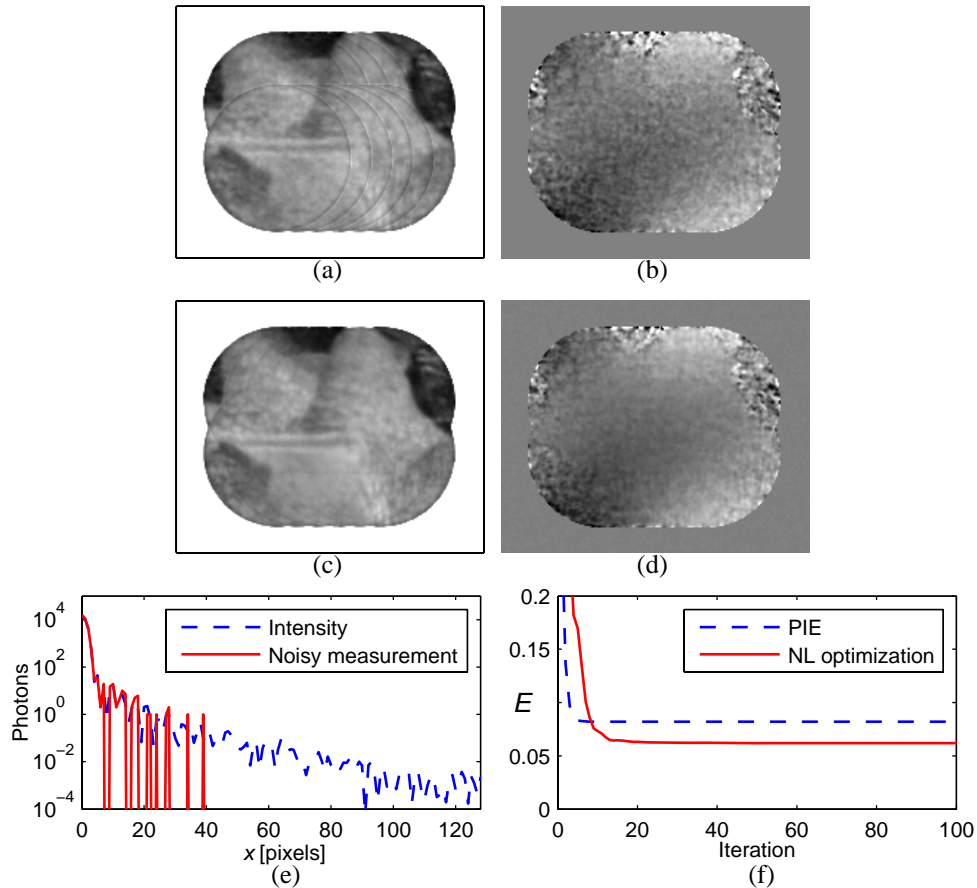 (a)
(b)
(c)
(d)
10^4
10^2
10^0
10^-2
10^-4
Photons
Intensity
Noisy measurement
0
20
40
60
80
100
120
x [pixels]
(e)
0.2
0.15
E
0.05
0
PIE
NL optimization
0
20
40
60
80
100
Iteration
(f)